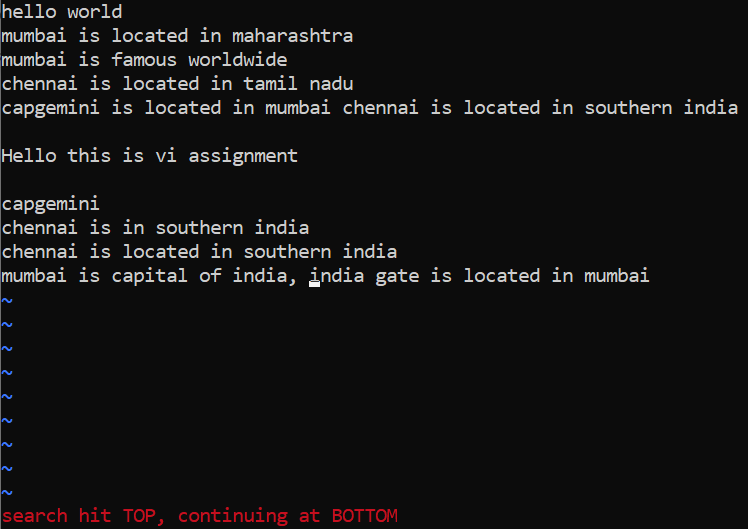 hello world
mumbai is located in maharashtra
mumbai is famous worldwide
chennai is located in tamil nadu
capgemini is located in mumbai chennai is located in southern india
Hello this is vi assignment
capgemini
chennai is in southern india
chennai is located in southern india
mumbai is capital of india, india gate is located in mumbai
~
~
~
~
~
~
~
~
~
search hit TOP, continuing at BOTTOM